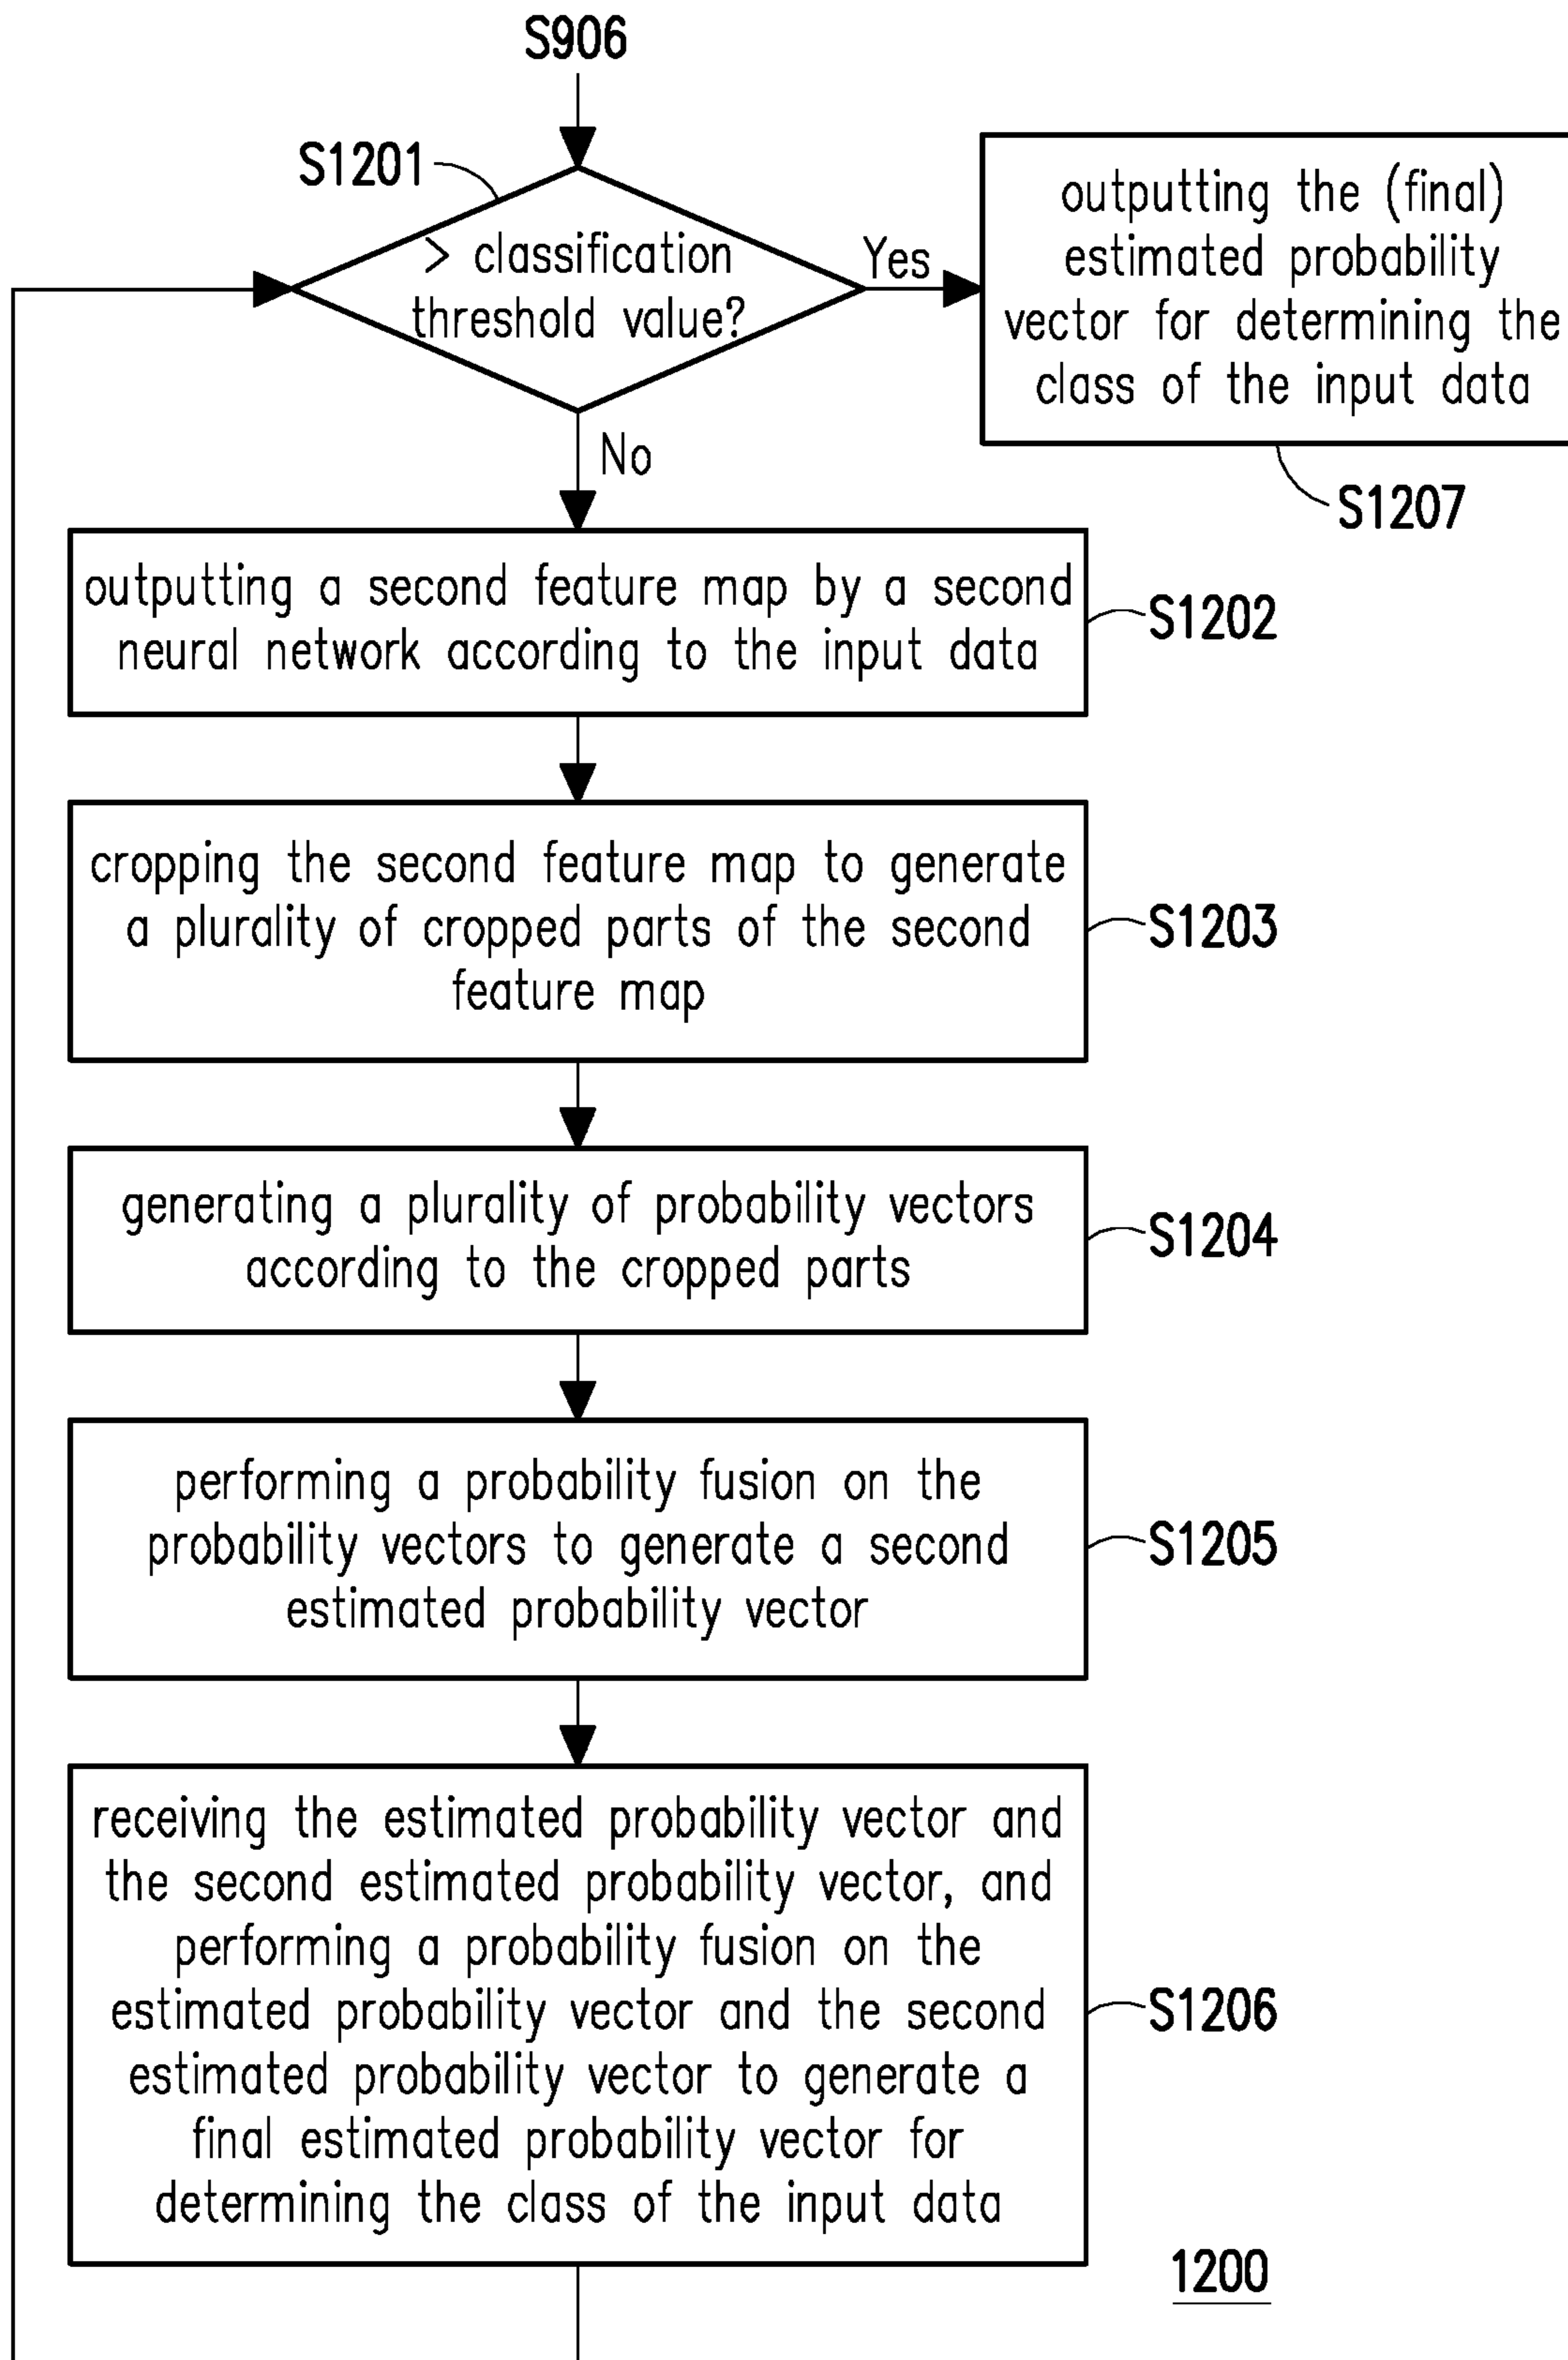 S906
S1201
> classification
threshold value?
Yes
outputting the (final)
estimated probability
vector for determining the
class of the input data
S1207
No
outputting a second feature map by a second
neural network according to the input data
S1202
cropping the second feature map to generate
a plurality of cropped parts of the second
feature map
S1203
generating a plurality of probability vectors
according to the cropped parts
S1204
performing a probability fusion on the
probability vectors to generate a second
estimated probability vector
S1205
receiving the estimated probability vector and
the second estimated probability vector, and
performing a probability fusion on the
estimated probability vector and the second
estimated probability vector to generate a
final estimated probability vector for
determining the class of the input data
S1206
1200